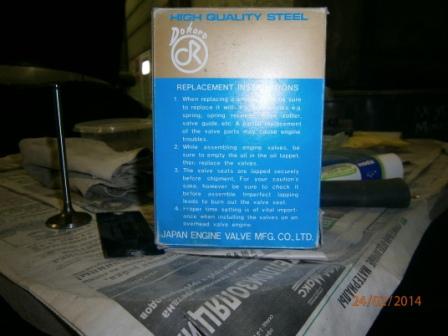 HIGH QUALITY STEEL
Dokoro
R
REPLACEMENT INSTRUCTIONS
1. When replacing a be sure
to replace it e.g.
spring, spring cotter,
valve guide, etc. A partial replacement
of the valve parts may cause engine
troubles.
2. While assembling engine valves, be
sure to empty the oil in the oil tappet,
then replace the valves.
3. The valve seats are lapped securely
before shipment, For your caution's
sake, however be sure to check it
before assemble Imperfect lapping
leads to burn out the valve seat.
4. Proper time setting is of vital import-
ance when including the valves on an
overhead valve engine.
JAPAN ENGINE VALVE MFG. CO., LTD.
24/02/2014